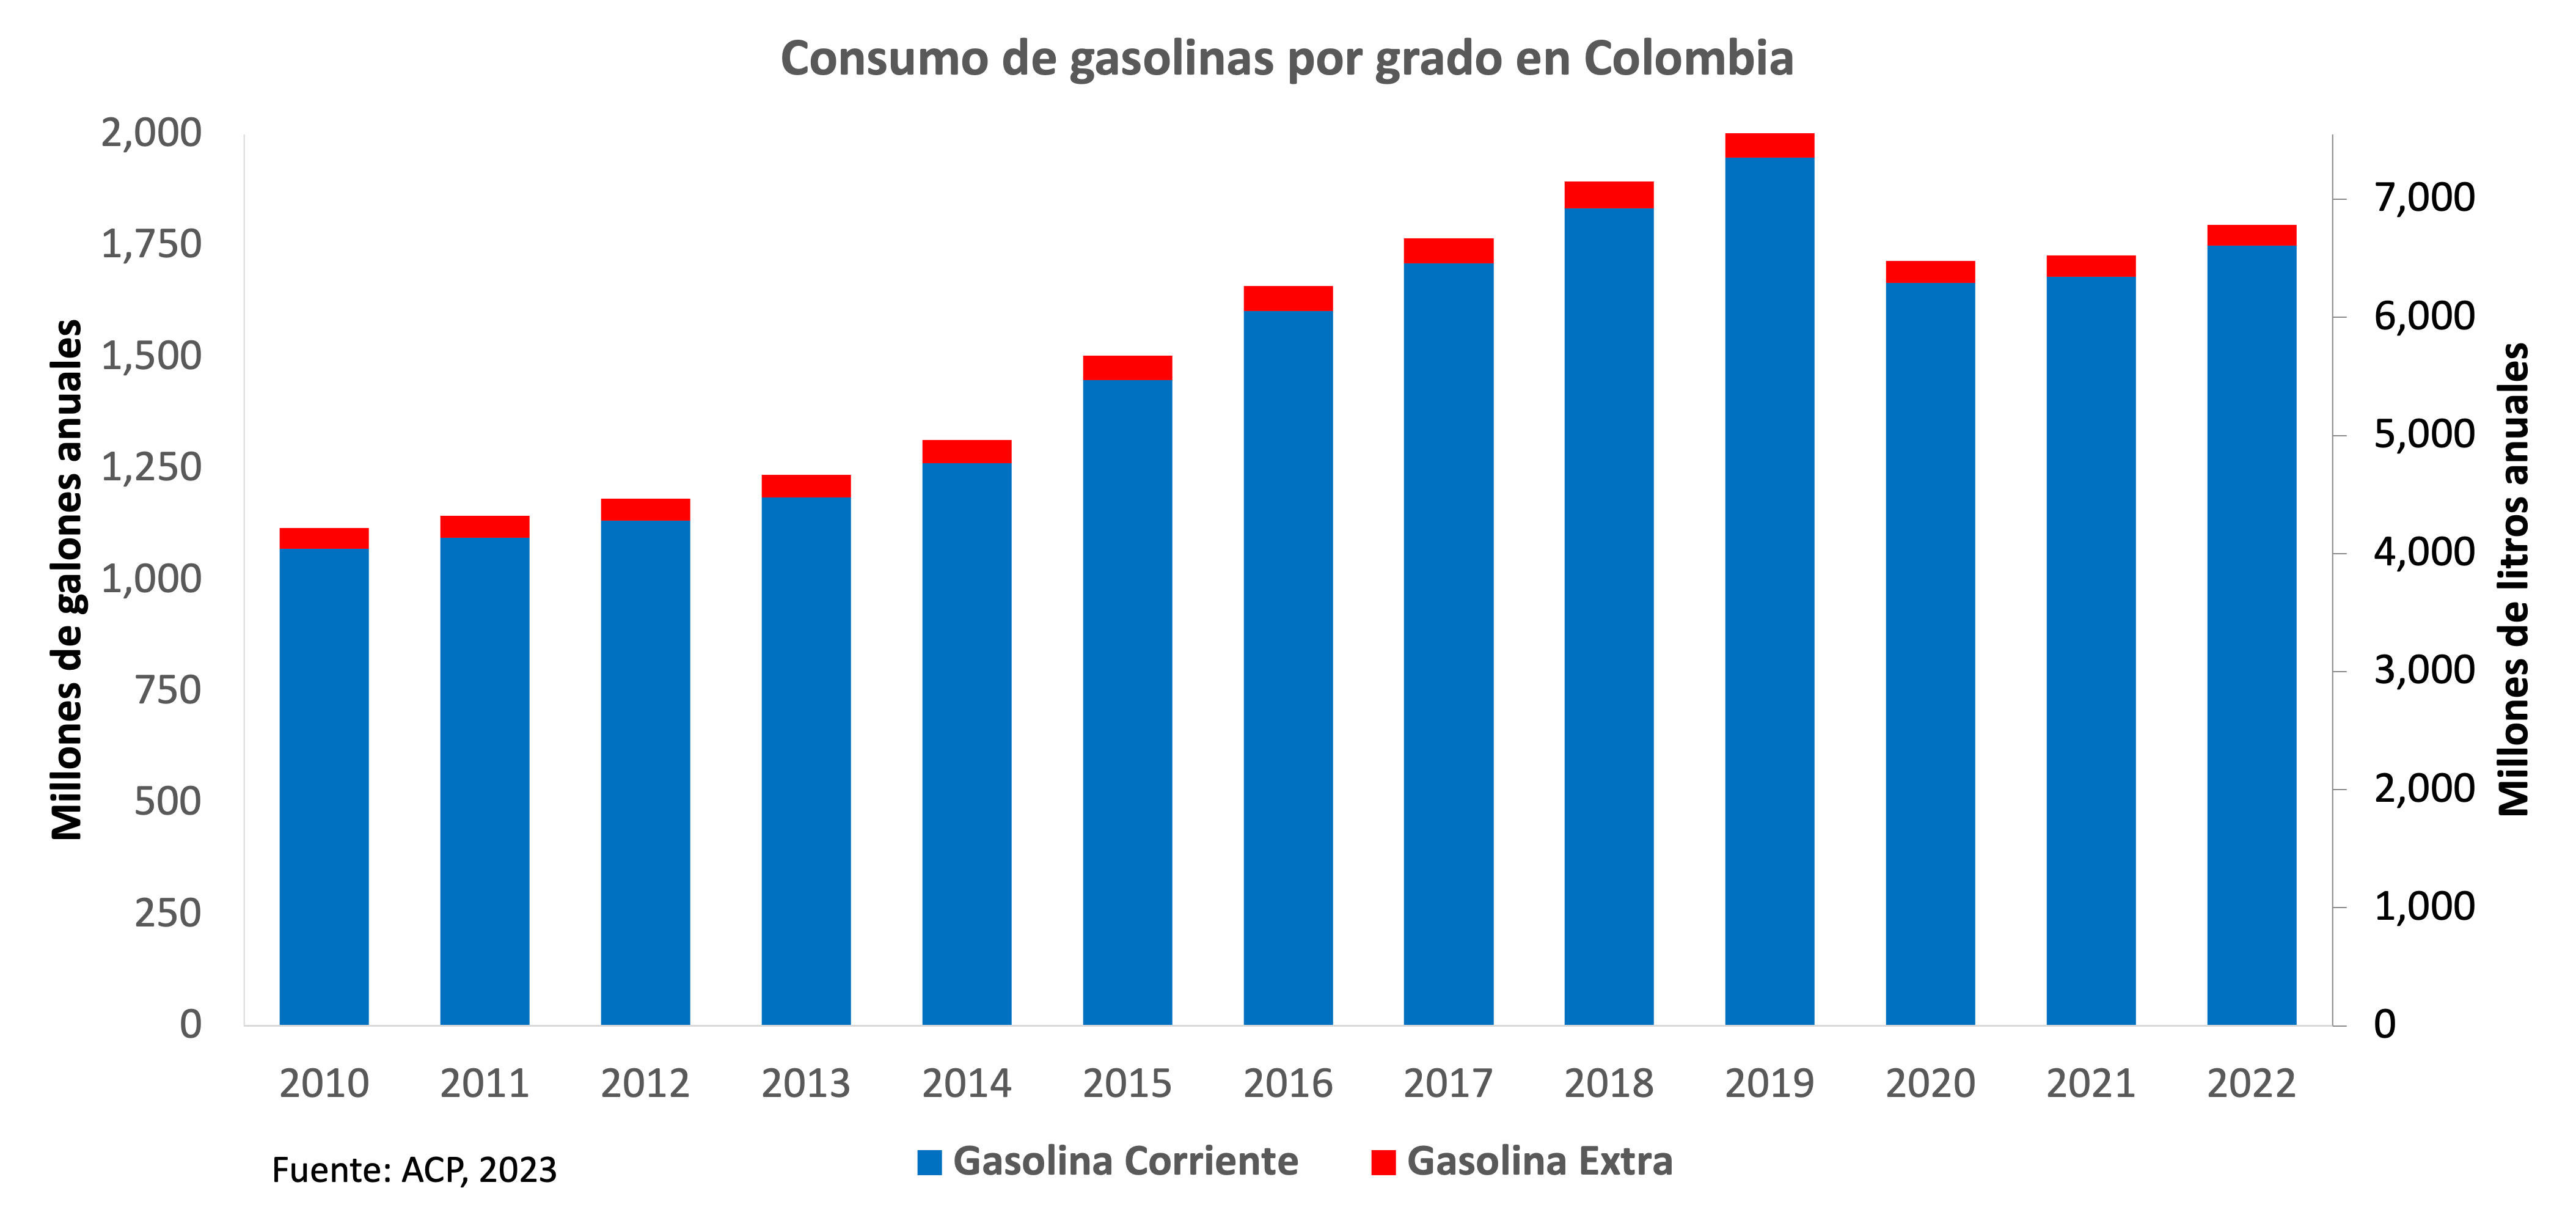 Consumo de gasolinas por grado en Colombia
Millones de galones anuales
2,000
1,750
1,500
1,250
1,000
750
500
250
0
7,000
6,000
5,000
4,000
3,000
2,000
1,000
0
Millones de litros anuales
2010 2011 2012 2013 2014 2015 2016 2017 2018 2019 2020 2021 2022
Gasolina Corriente Gasolina Extra
Fuente: ACP, 2023